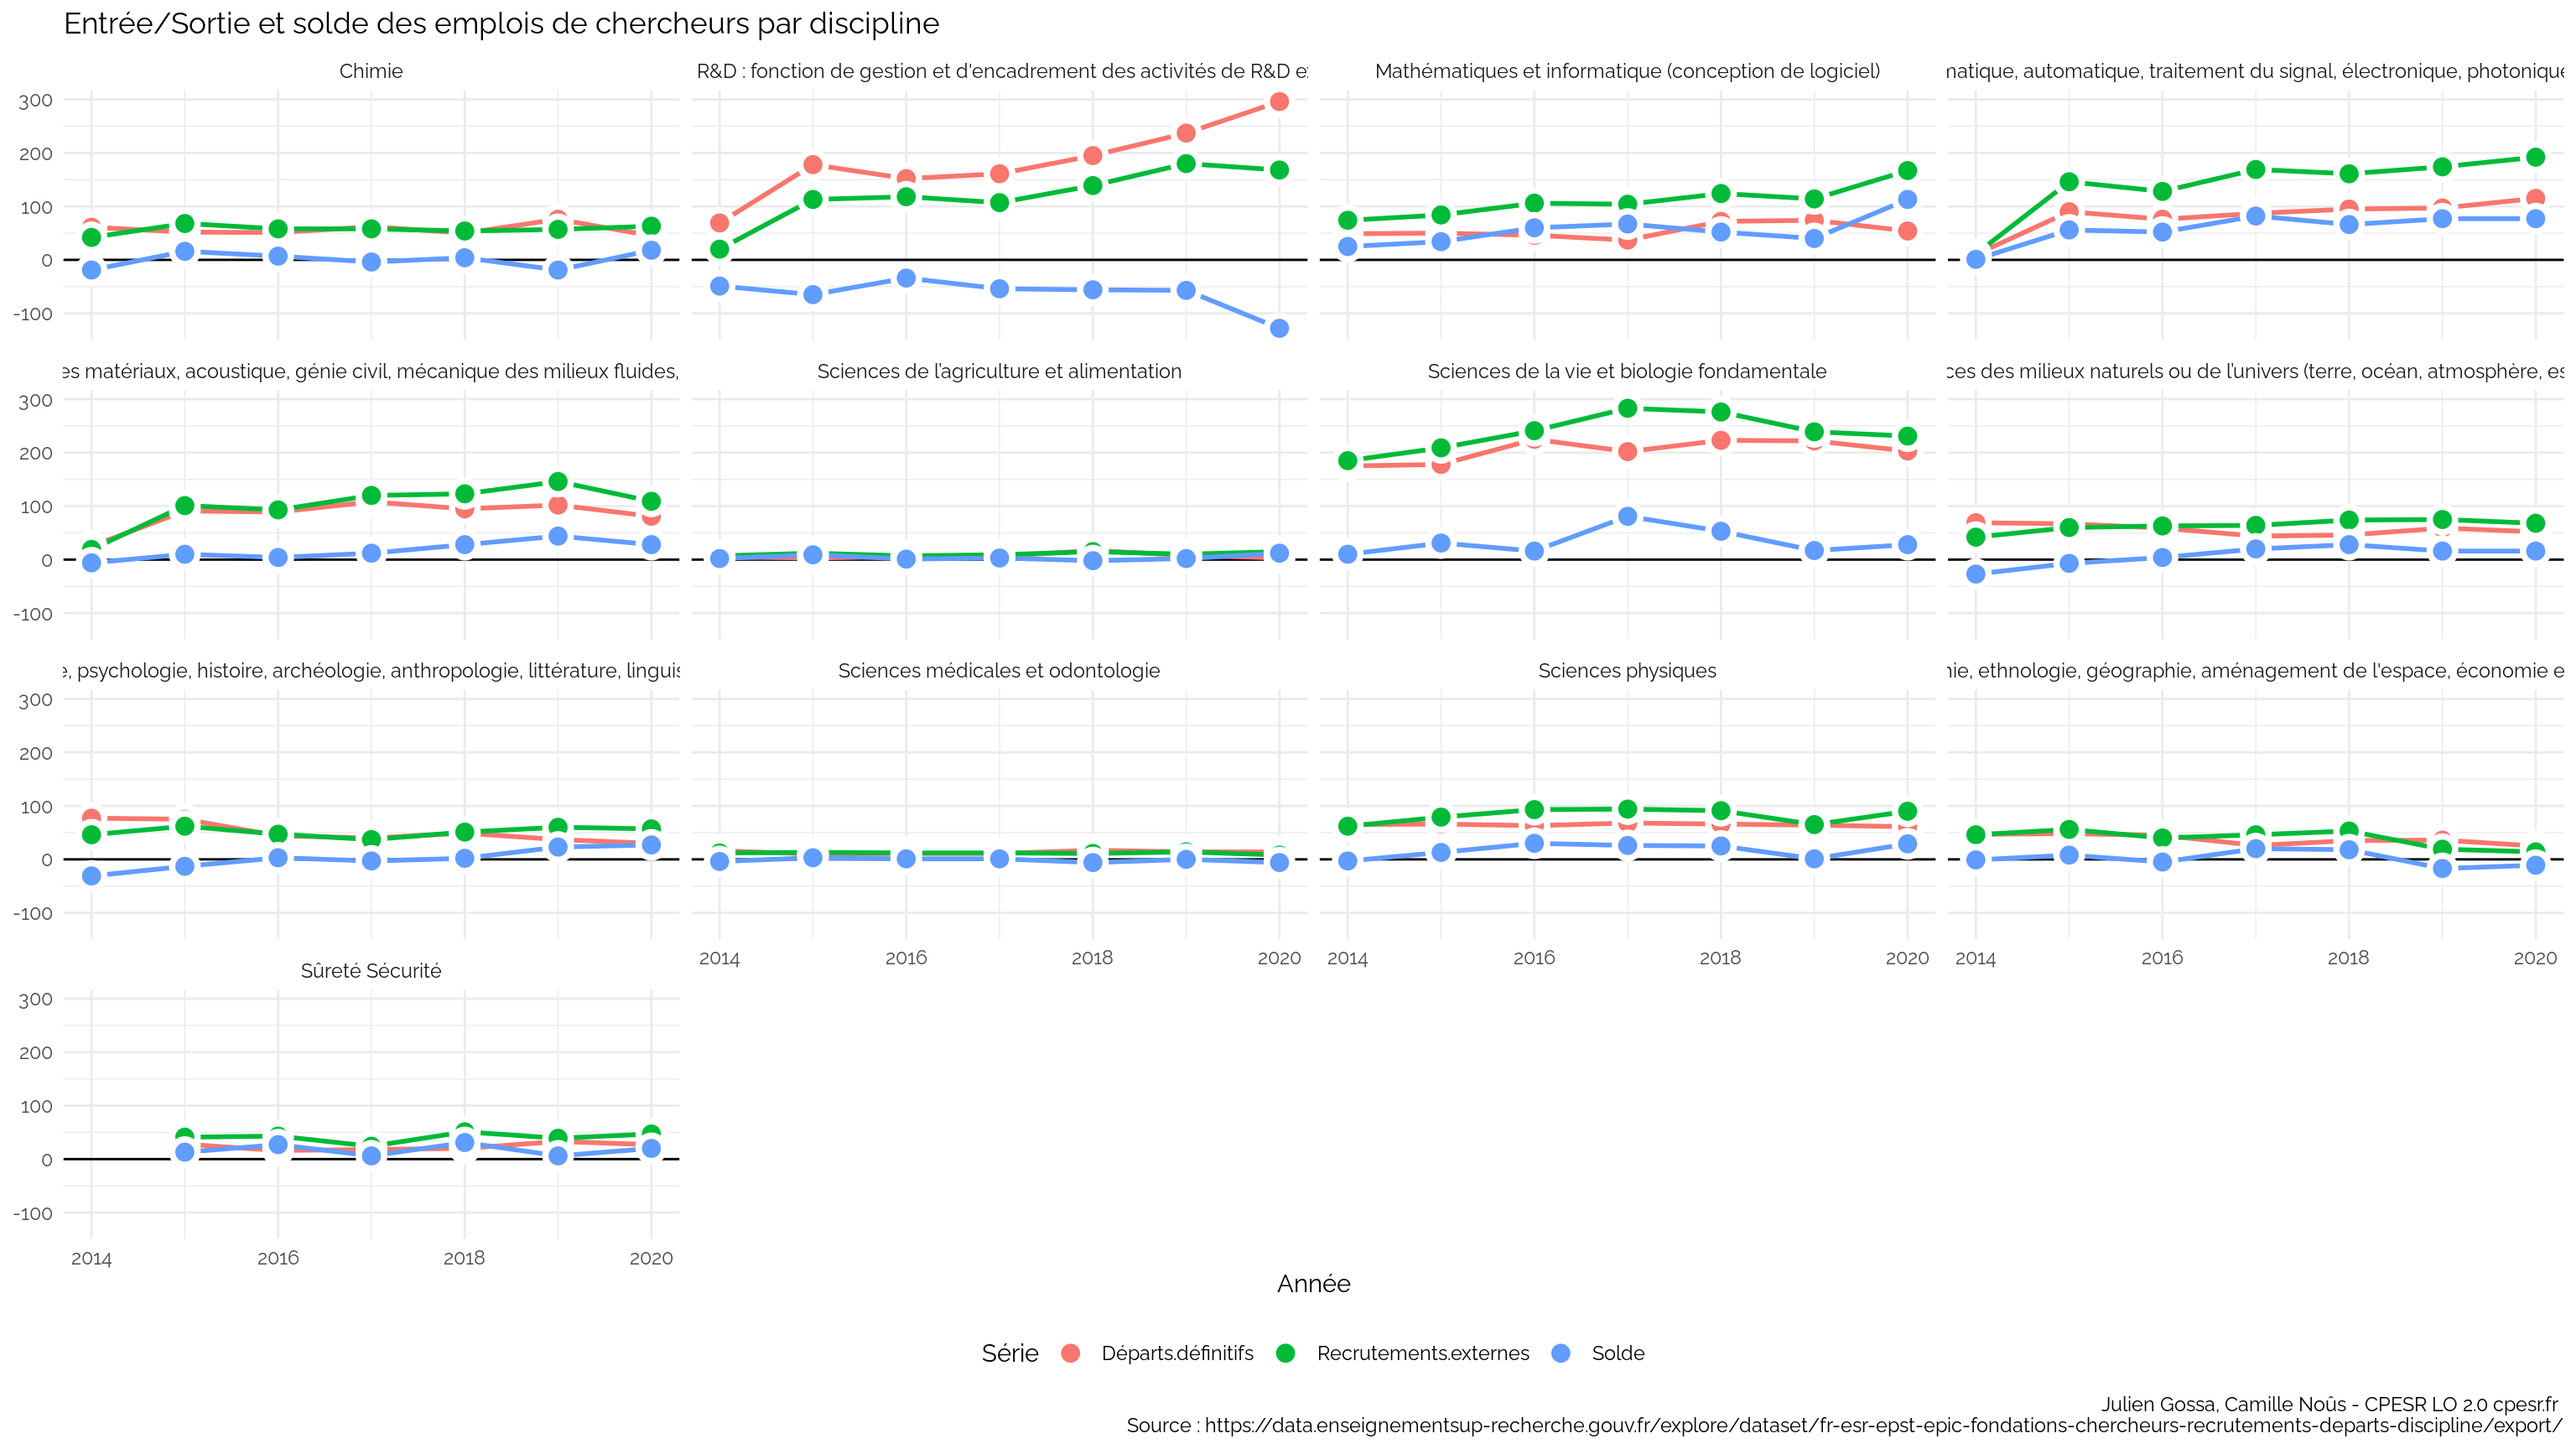 Entrée/Sortie et solde des emplois de chercheurs par discipline
Chimie
R&D : fonction de gestion et d'encadrement des activités de R&D
Mathématiques et informatique (conception de logiciel)
automatique, traitement du signal, électronique, photonique
300
200
100
0
-100
matériaux, acoustique, génie civil, mécanique des milieux fluides,
Sciences de l'agriculture et alimentation
Sciences de la vie et biologie fondamentale
des milieux naturels ou de l'univers (terre, océan, atmosphère,
300
200
100
0
-100
psychologie, histoire, archéologie, anthropologie, littérature,
Sciences médicales et odontologie
Sciences physiques
ethnologie, géographie, aménagement de l'espace, économie
300
200
100
0
-100
2014 2016 2018 2020
2014 2016 2018 2020
2014 2016 2018 2020
Sûreté Sécurité
300
200
100
0
-100
2014 2016 2018 2020
Année
Série Départs.définitifs Recrutements.externes Solde
Julien Gossa, Camille Noûs - CPESR LO 2.0 cpesr.fr
Source : https://data.enseignementsup-recherche.gouv.fr/explore/dataset/fr-esr-epst-epic-fondations-chercheurs-recrutements-departs-discipline/export/